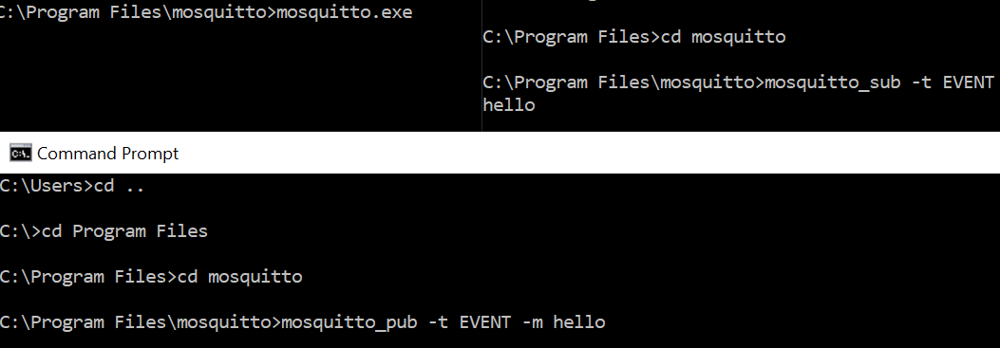 C:\Program Files\mosquitto>mosquitto.exe
C:\Program Files>cd mosquitto
C:\Program Files\mosquitto>mosquitto_sub -t EVENT
hello
Command Prompt
C:\Users>cd ..
C:\>cd Program Files
C:\Program Files>cd mosquitto
C:\Program Files\mosquitto>mosquitto_pub -t EVENT -m hello